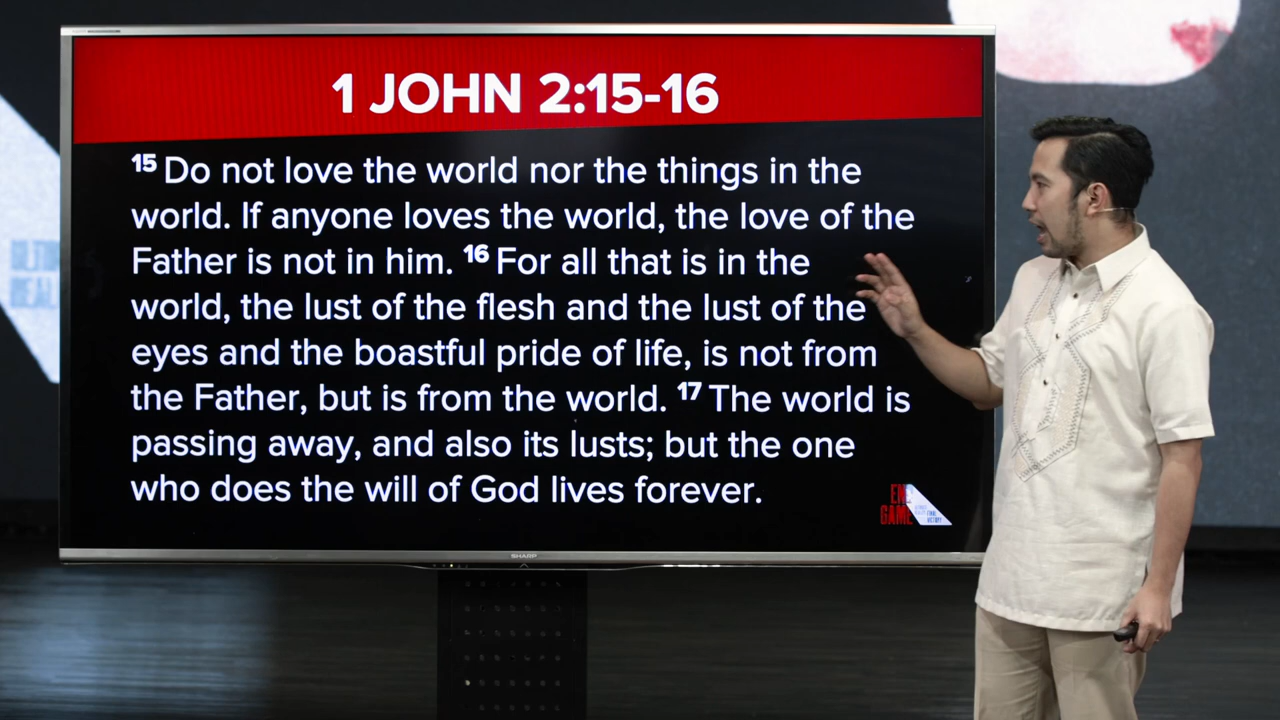 1 JOHN 2:15-16
15 Do not love the world nor the things in the
world. If anyone loves the world, the love of the
Father is not in him. 16 For all that is in the
world, the lust of the flesh and the lust of the
eyes and the boastful pride of life, is not from
the Father, but is from the world. 17 The world is
passing away, and also its lusts; but the one
who does the will of God lives forever.
END
GAME
SHARP